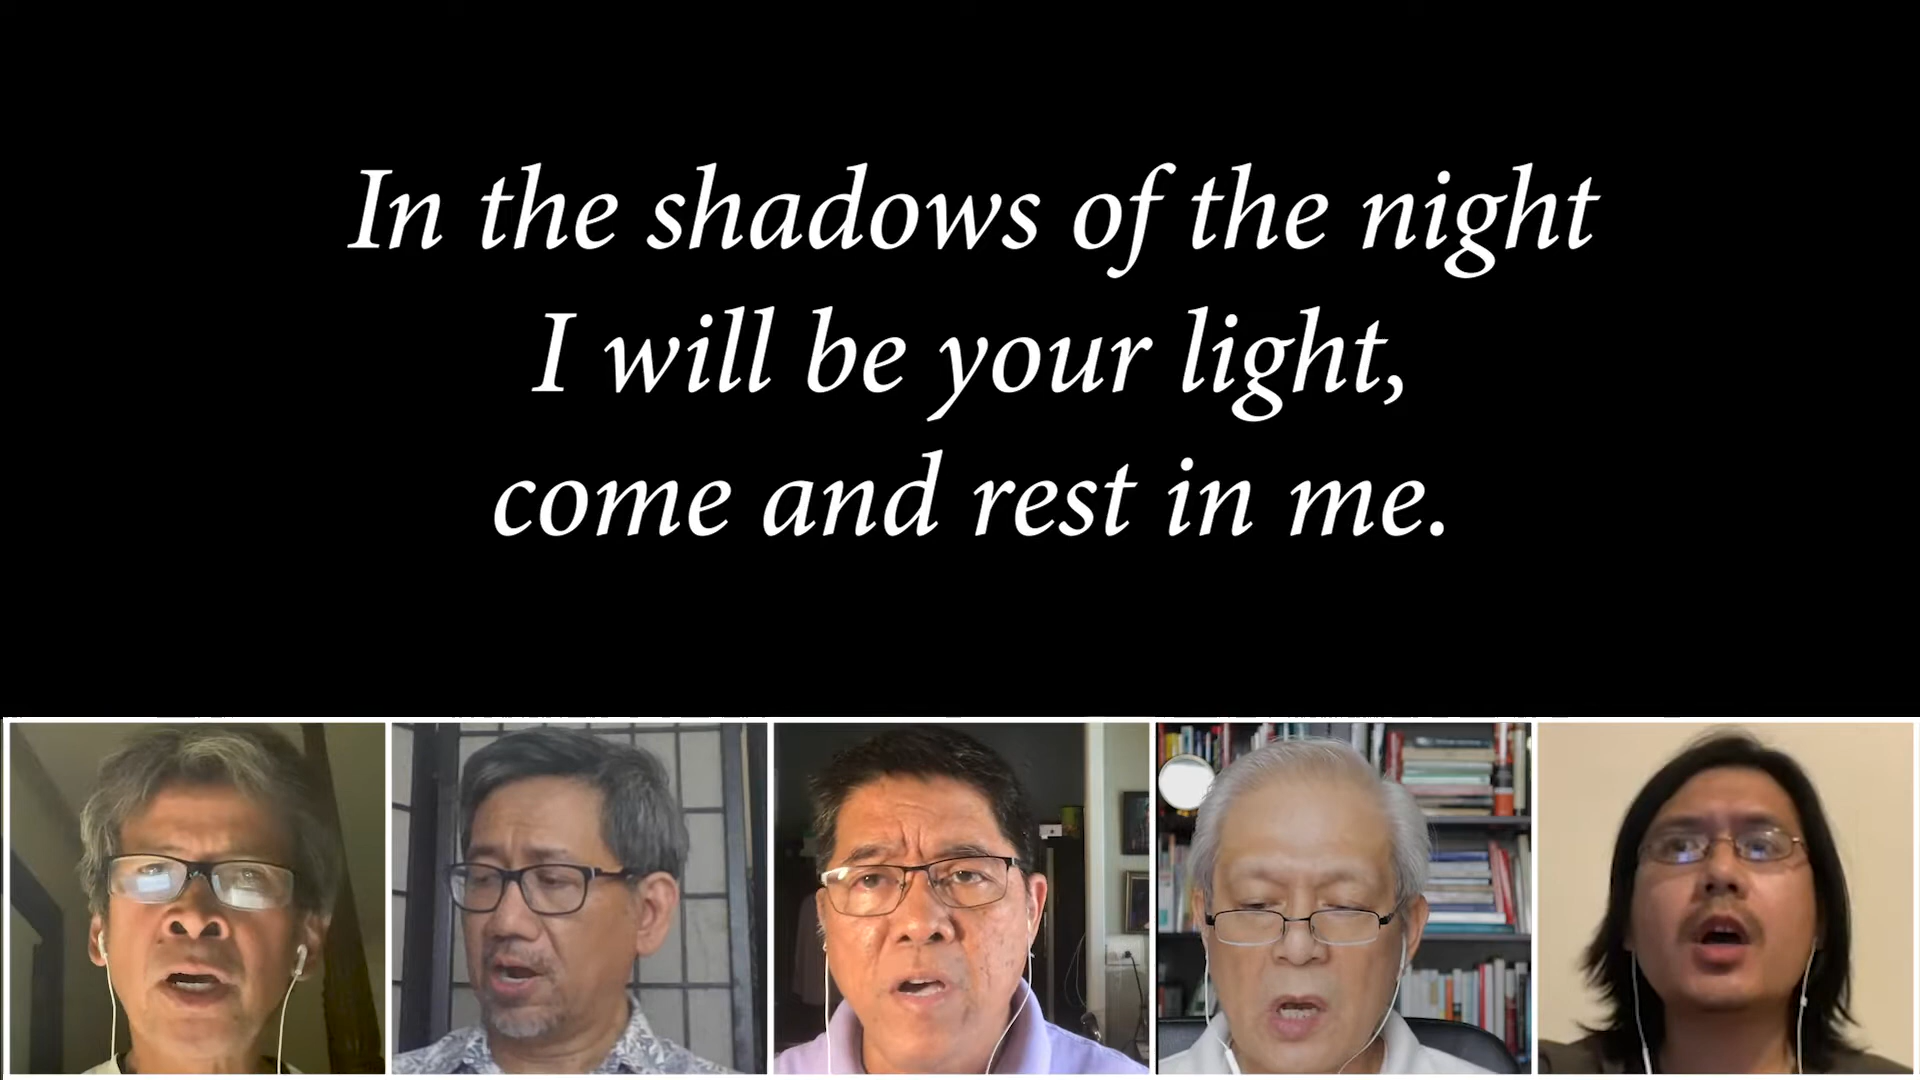 In the shadows of the night
I will be your light,
come and rest in me.